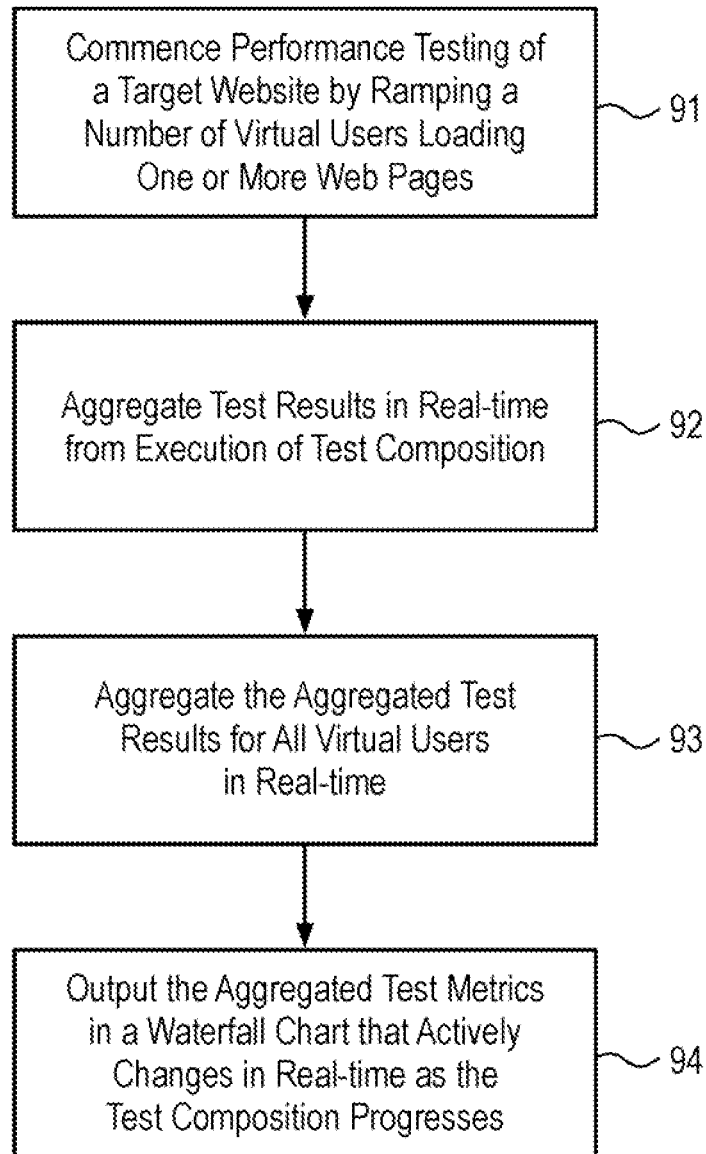 Commence Performance Testing of
a Target Website by Ramping a
Number of Virtual Users Loading
One or More Web Pages
91
Aggregate Test Results in Real-time
from Execution of Test Composition
92
Aggregate the Aggregated Test
Results for All Virtual Users
in Real-time
93
Output the Aggregated Test Metrics
in a Waterfall Chart that Actively
Changes in Real-time as the
Test Composition Progresses
94